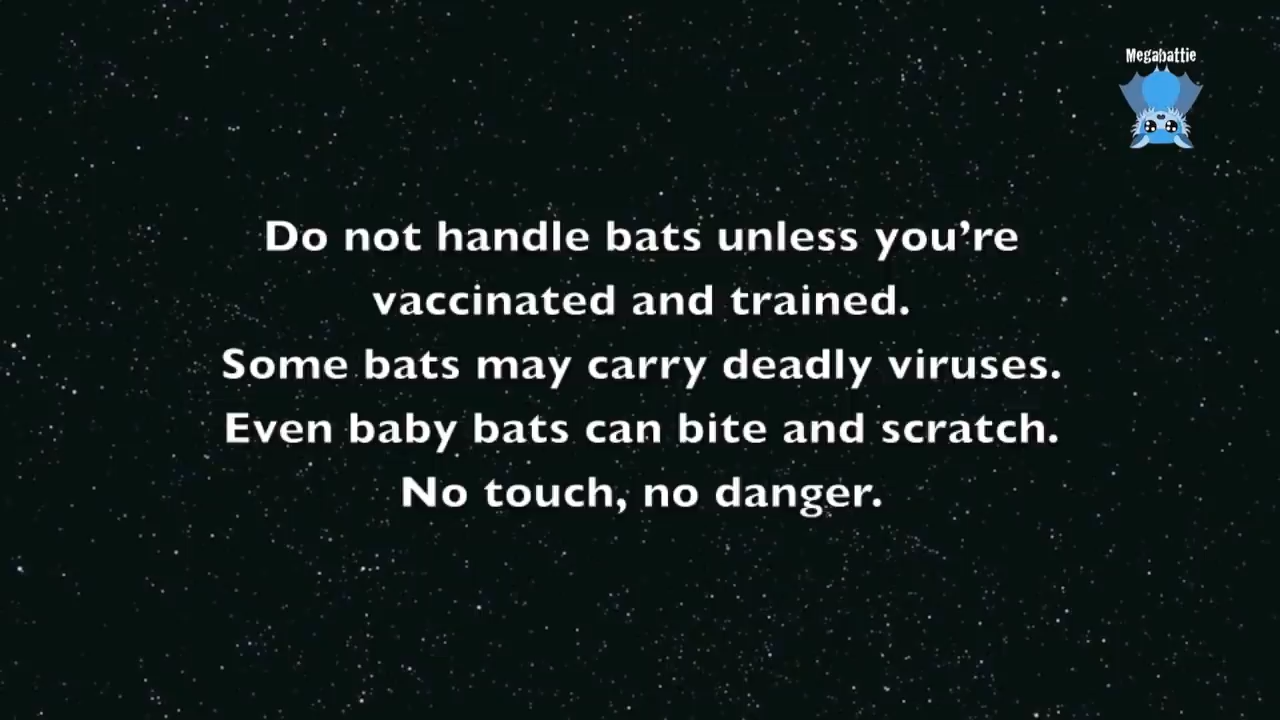 Megabattie
Do not handle bats unless you’re
vaccinated and trained.
Some bats may carry deadly viruses.
Even baby bats can bite and scratch.
No touch, no danger.